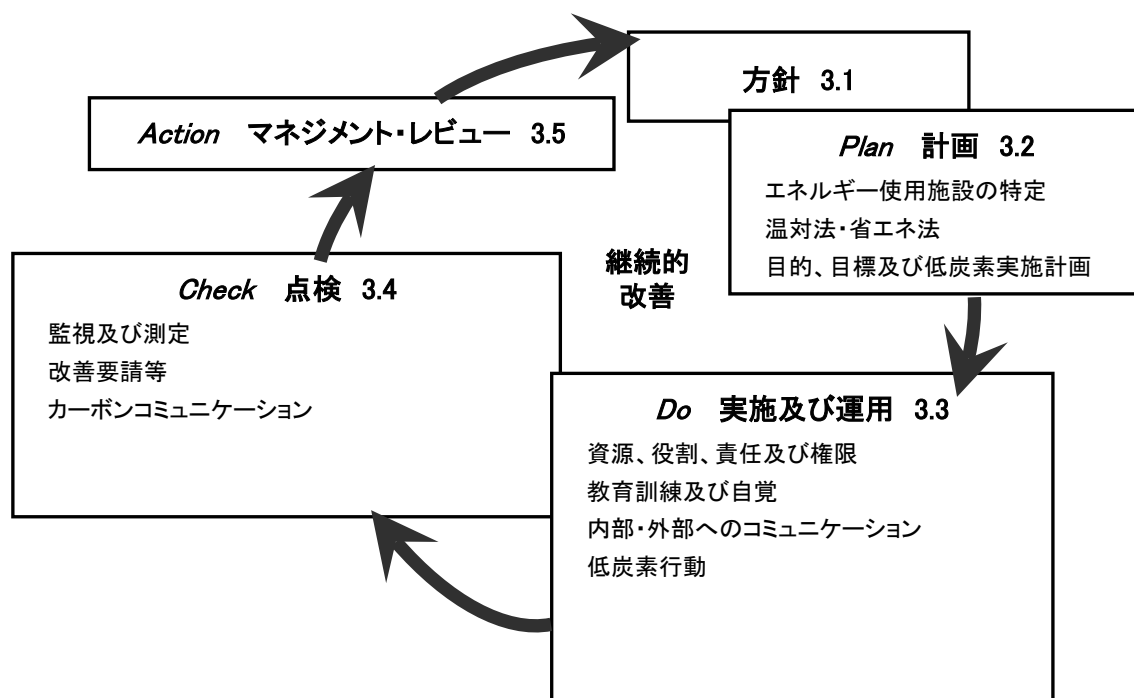 方針 3.1
Plan 計画 3.2
エネルギー使用施設の特定
温対法・省エネ法
目的、目標及び低炭素実施計画
Do 実施及び運用 3.3
資源、役割、責任及び権限
教育訓練及び自覚
内部・外部へのコミュニケーション
低炭素行動
Check 点検 3.4
監視及び測定
改善要請等
カーボンコミュニケーション
Action マネジメント・レビュー 3.5
継続的
改善